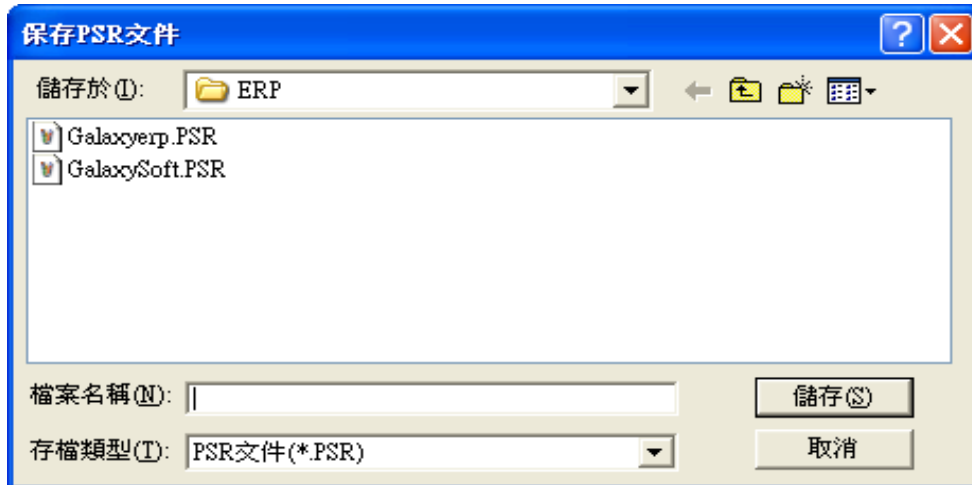 保存PSR文件
儲存於(I): ERP
Galaxyerp.PSR
GalaxySoft.PSR
檔案名稱(N): 儲存(S)
存檔類型(T): PSR文件(*.PSR) 取消